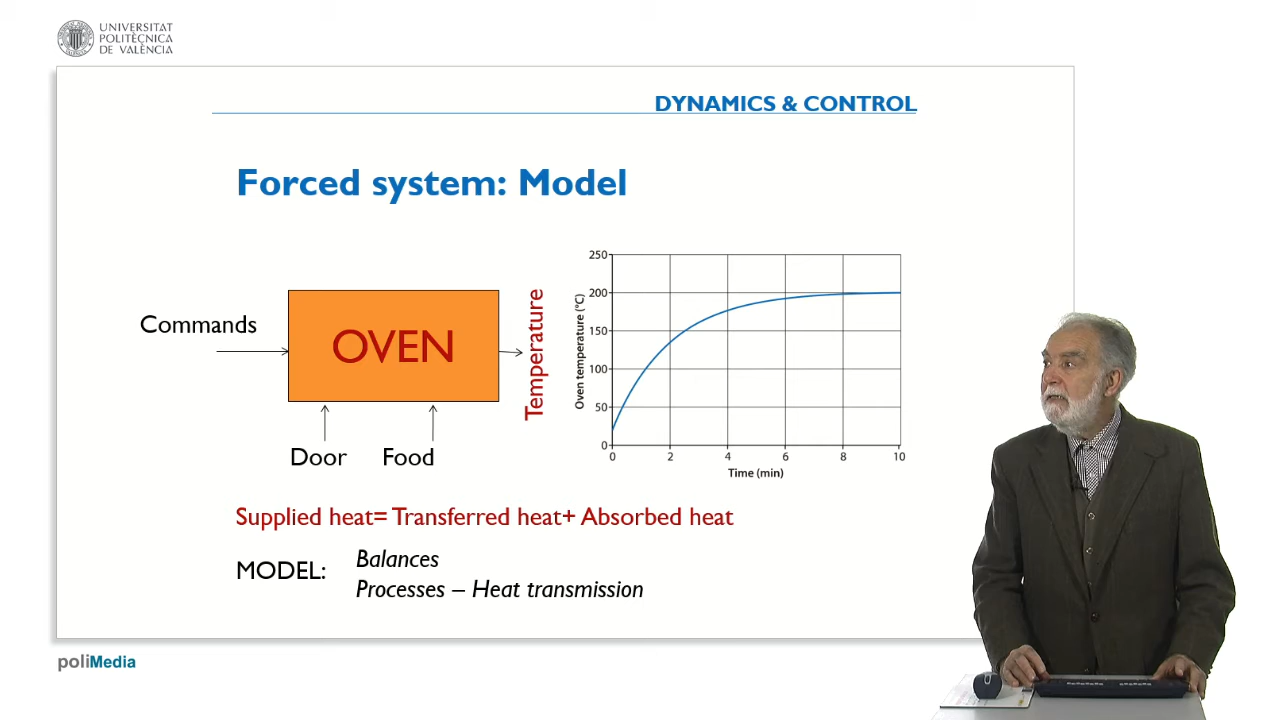 UNIVERSITAT
POLITÈCNICA
DE VALÈNCIA
DYNAMICS & CONTROL
Forced system: Model
Commands
OVEN
Temperature
Door
Food
250
200
150
100
50
0
Oven temperature (°C)
0 2 4 6 8 10
Time (min)
Supplied heat= Transferred heat+ Absorbed heat
MODEL:
Balances
Processes – Heat transmission
poliMedia